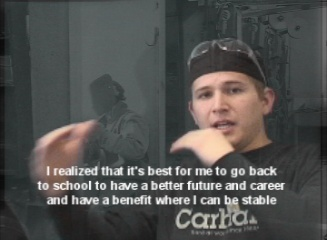 I realized that it's best for me to go back
to school to have a better future and career
and have a benefit where I can be stable
Carha